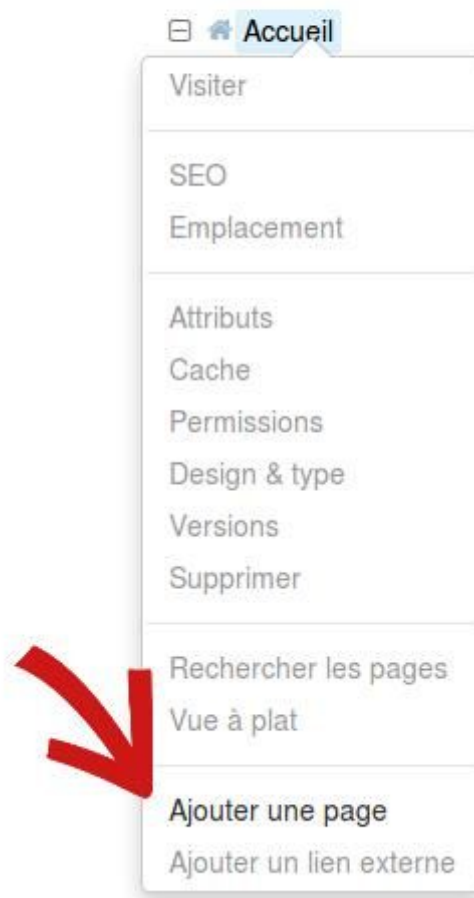 Accueil
Visiter
SEO
Emplacement
Attributs
Cache
Permissions
Design & type
Versions
Supprimer
Rechercher les pages
Vue à plat
Ajouter une page
Ajouter un lien externe